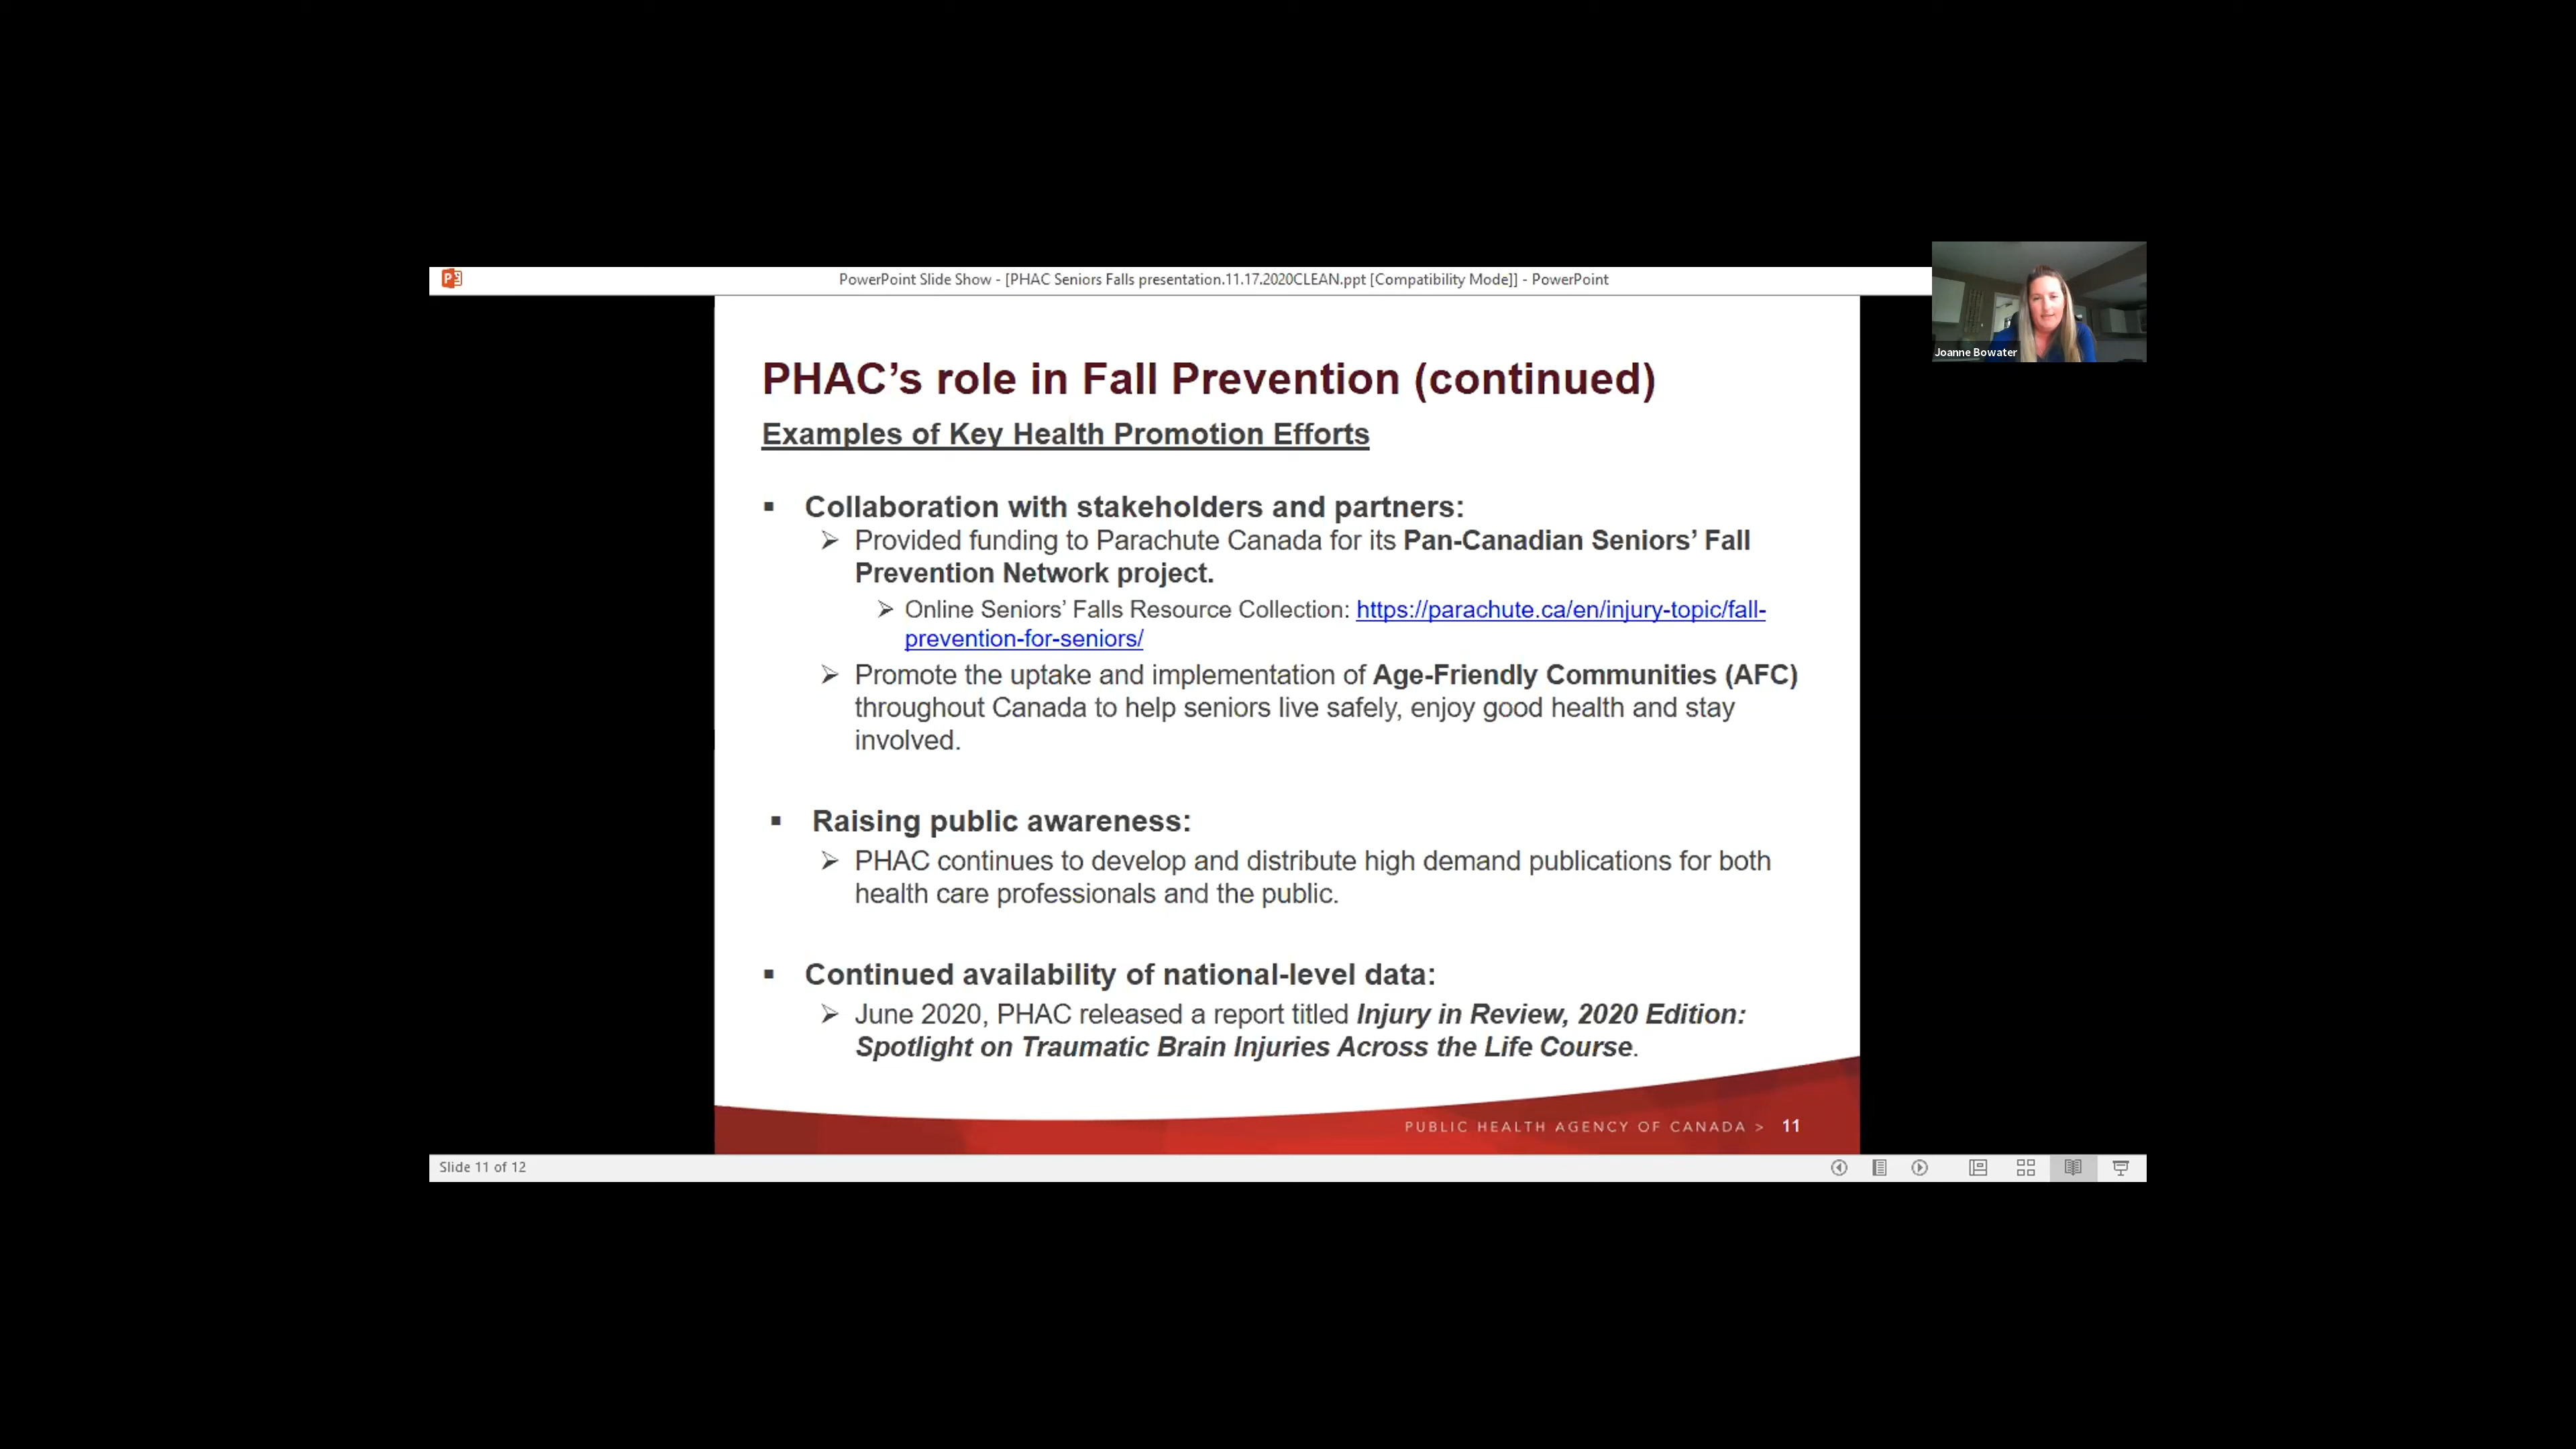 PowerPoint Slide Show - [PHAC Seniors Falls presentation.11.17.2020CLEAN.ppt [Compatibility Mode]] - PowerPoint
Joanne Bowater
PHAC’s role in Fall Prevention (continued)
Examples of Key Health Promotion Efforts
▪ Collaboration with stakeholders and partners:
➢ Provided funding to Parachute Canada for its Pan-Canadian Seniors’ Fall
Prevention Network project.
➢ Online Seniors’ Falls Resource Collection: https://parachute.ca/en/injury-topic/fall-
prevention-for-seniors/
➢ Promote the uptake and implementation of Age-Friendly Communities (AFC)
throughout Canada to help seniors live safely, enjoy good health and stay
involved.
▪ Raising public awareness:
➢ PHAC continues to develop and distribute high demand publications for both
health care professionals and the public.
▪ Continued availability of national-level data:
➢ June 2020, PHAC released a report titled Injury in Review, 2020 Edition:
Spotlight on Traumatic Brain Injuries Across the Life Course.
PUBLIC HEALTH AGENCY OF CANADA > 11
Slide 11 of 12